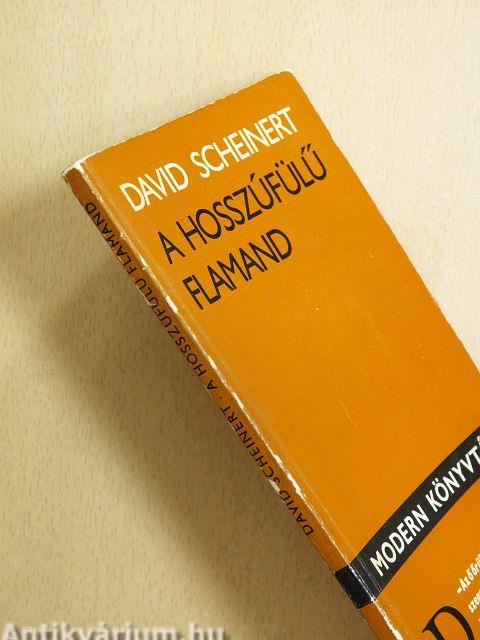 DAVID SCHEINERT
A HOSSZÚFÜLŰ
FLAMAND
DAVID SCHEINERT · A HOSSZÚFÜLŰ FLAMAND
MODERN KÖNYVT
Antikvárium.hu